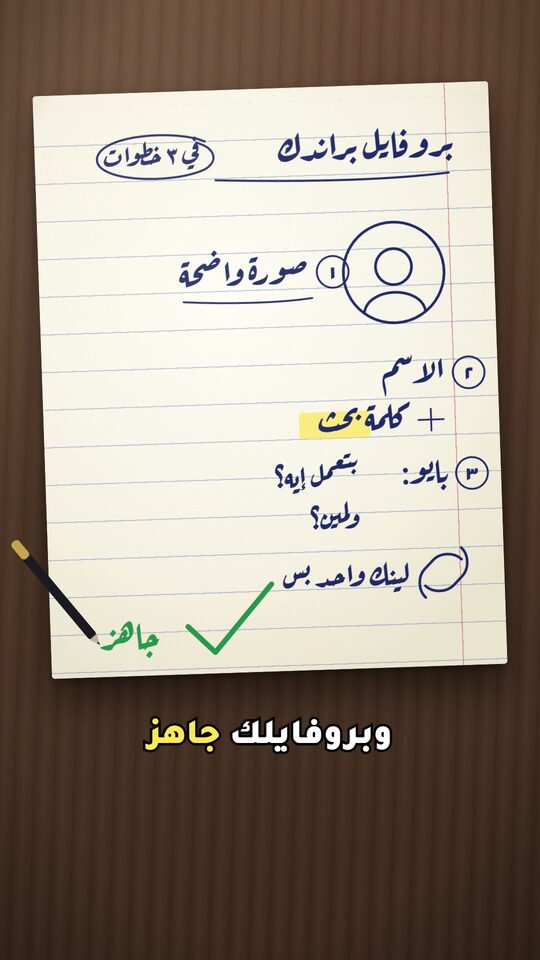 بروفايل براندك
في ٣ خطوات
١ صورة واضحة
٢ الاسم
+ كلمة بحث
٣ بايو: بتعمل إيه؟
ولمين؟
لينك واحد بس
جاهز
وبروفايلك جاهز